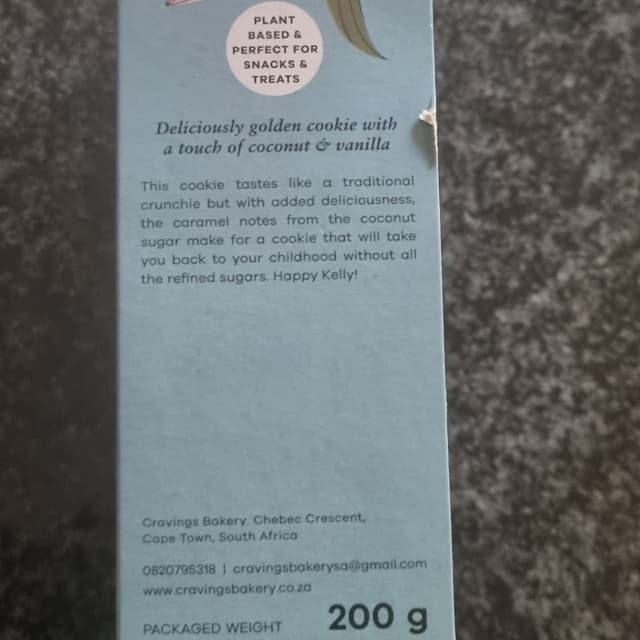 PLANT
BASED &
PERFECT FOR
SNACKS &
TREATS
Deliciously golden cookie with
a touch of coconut & vanilla
This cookie tastes like a traditional
crunchie but with added deliciousness,
the caramel notes from the coconut
sugar make for a cookie that will take
you back to your childhood without all
the refined sugars. Happy Kelly!
Cravings Bakery. Chebec Crescent,
Cape Town, South Africa
0820795318 | cravingsbakerysa@gmail.com
www.cravingsbakery.co.za
PACKAGED WEIGHT 200 g